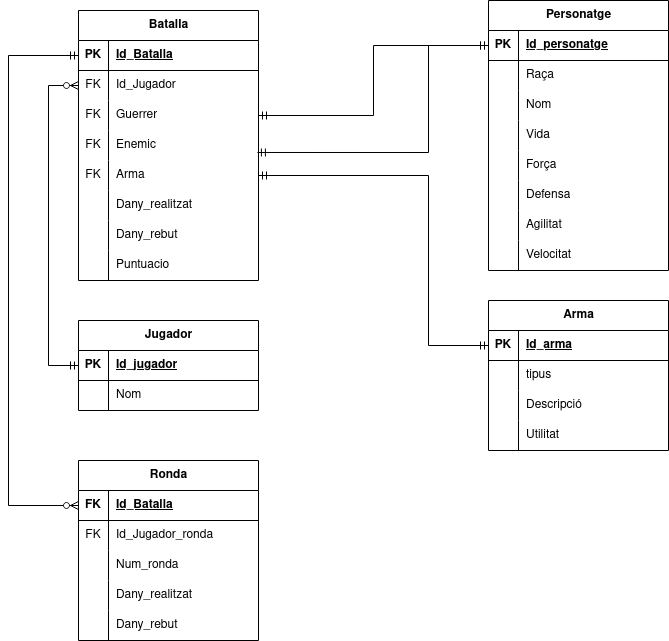 Batalla
PK Id_Batalla
FK Id_Jugador
FK Guerrer
FK Enemic
FK Arma
Dany_realitzat
Dany_rebut
Puntuacio
Personatge
PK Id_personatge
Raça
Nom
Vida
Força
Defensa
Agilitat
Velocitat
Jugador
PK Id_jugador
Nom
Arma
PK Id_arma
tipus
Descripció
Utilitat
Ronda
FK Id_Batalla
FK Id_Jugador_ronda
Num_ronda
Dany_realitzat
Dany_rebut